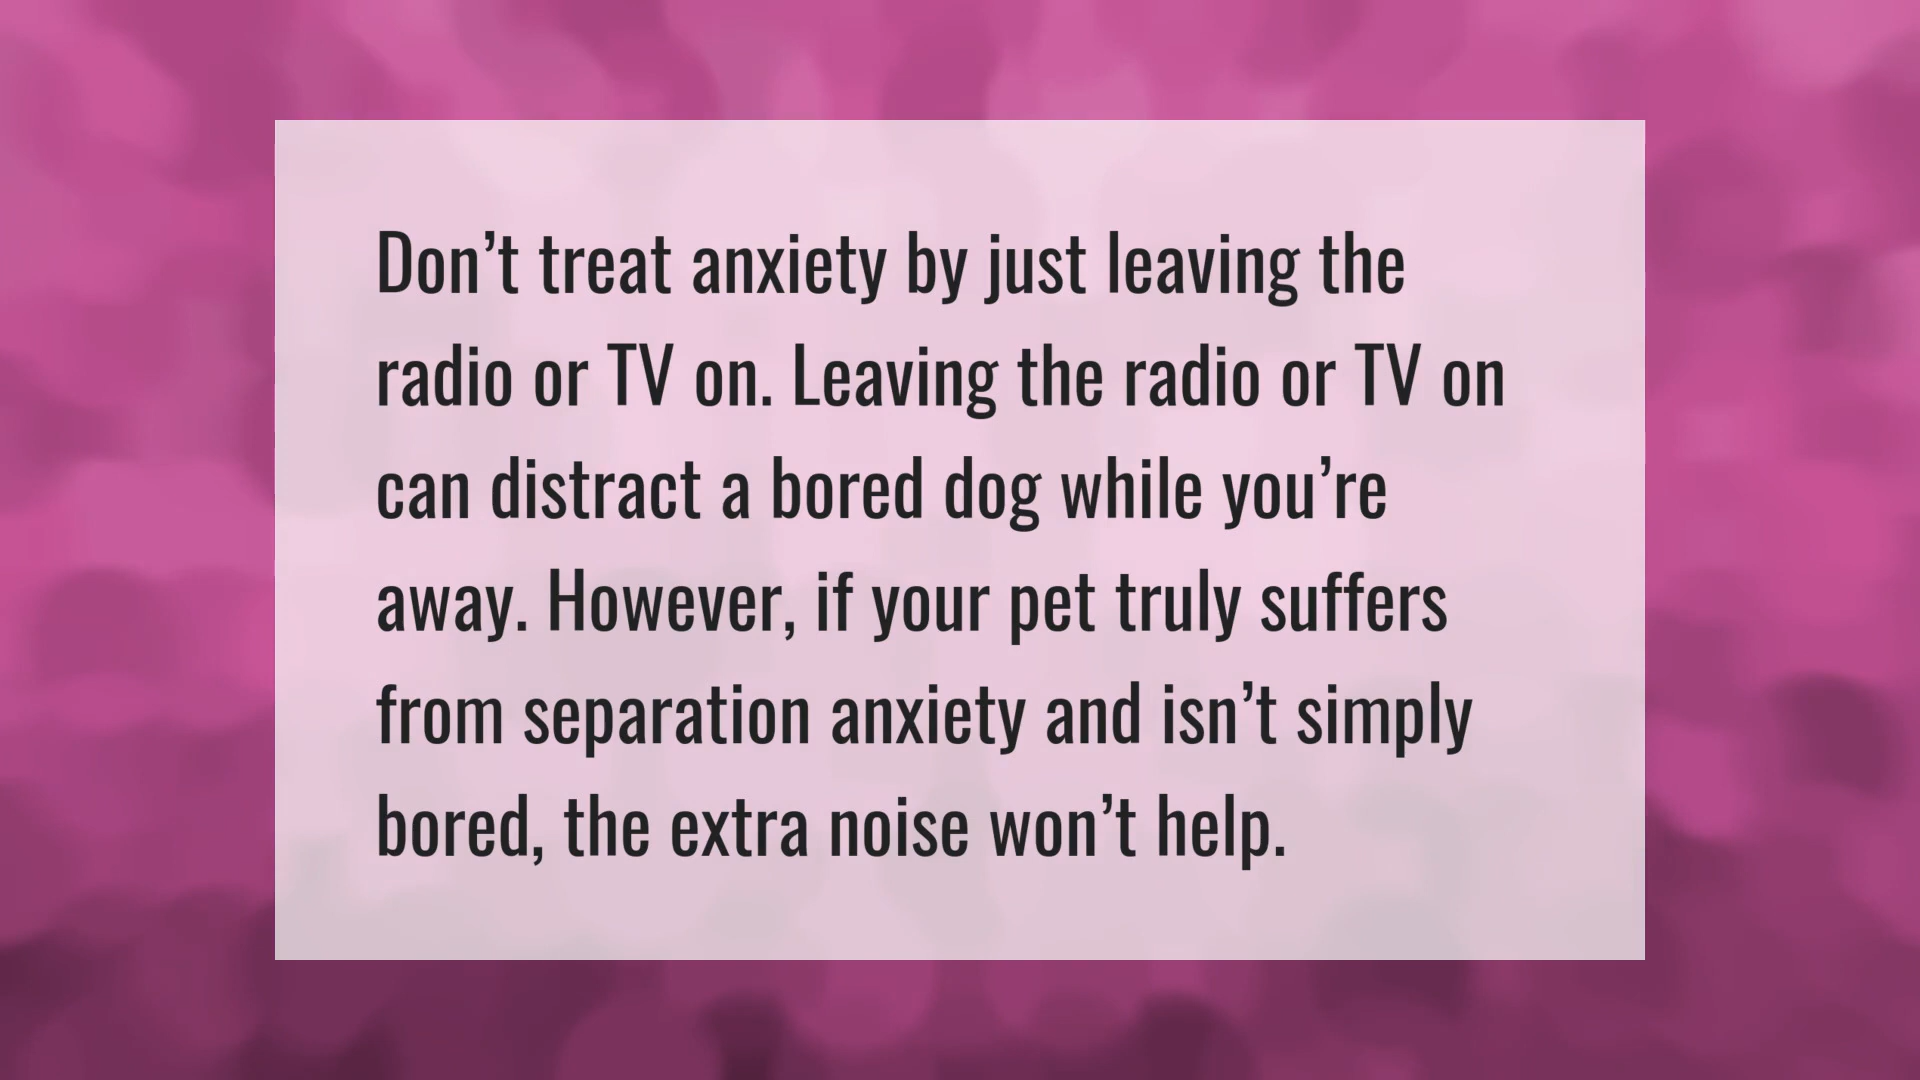 Don’t treat anxiety by just leaving the
radio or TV on. Leaving the radio or TV on
can distract a bored dog while you’re
away. However, if your pet truly suffers
from separation anxiety and isn’t simply
bored, the extra noise won’t help.